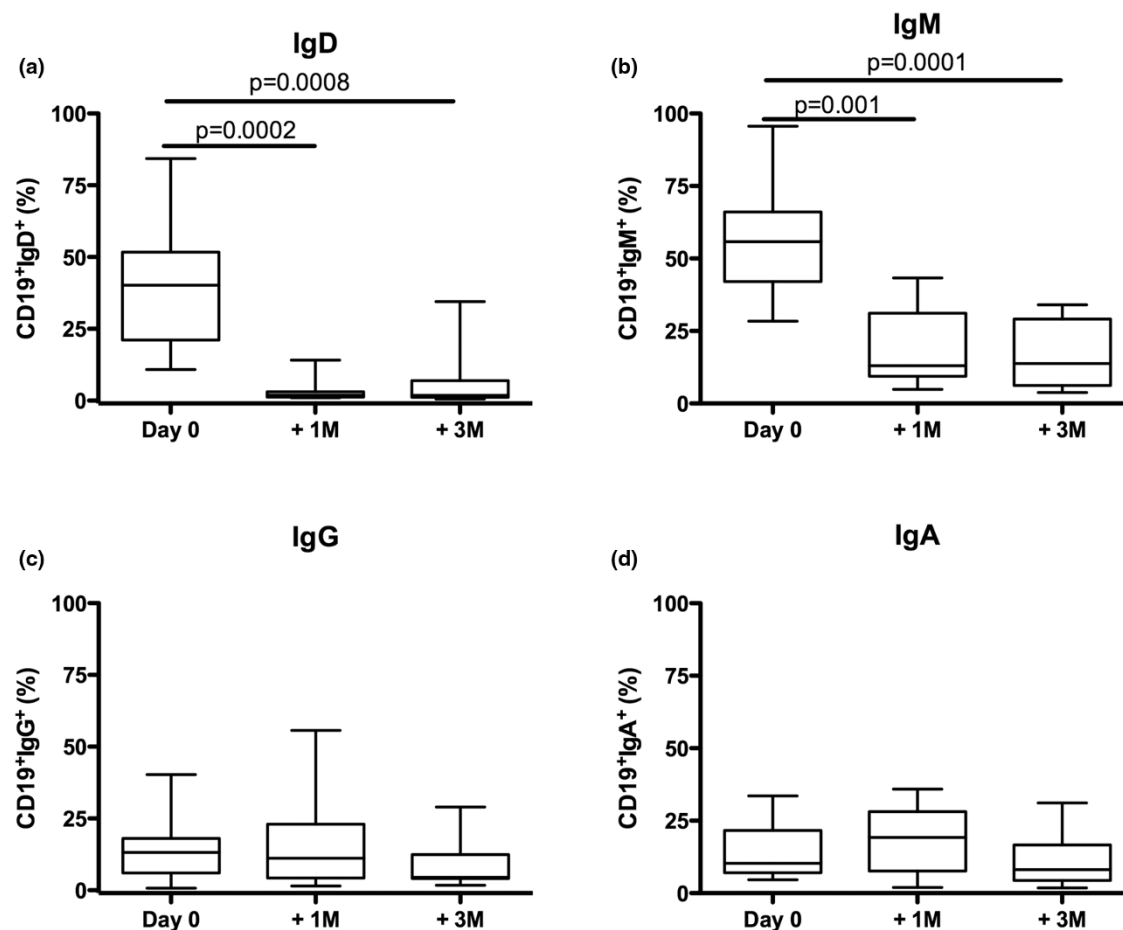 (a)
IgD
p=0.0008
p=0.0002
CD19⁺IgD⁺ (%)
100
75
50
25
0
Day 0 + 1M + 3M
(b)
IgM
p=0.0001
p=0.001
CD19⁺IgM⁺ (%)
100
75
50
25
0
Day 0 + 1M + 3M
(c)
IgG
CD19⁺IgG⁺ (%)
100
75
50
25
0
Day 0 + 1M + 3M
(d)
IgA
CD19⁺IgA⁺ (%)
100
75
50
25
0
Day 0 + 1M + 3M